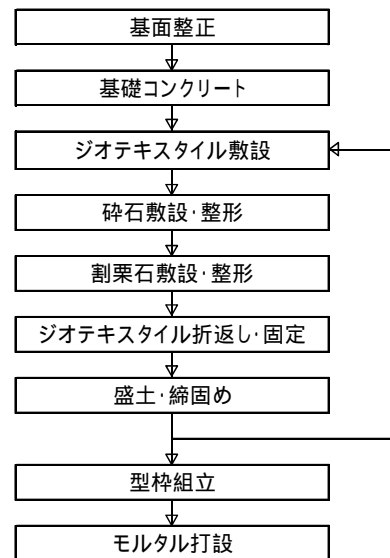 基面整正
基礎コンクリート
ジオテキスタイル敷設
砕石敷設·整形
割栗石敷設·整形
ジオテキスタイル折返し·固定
盛土·締固め
型枠組立
モルタル打設